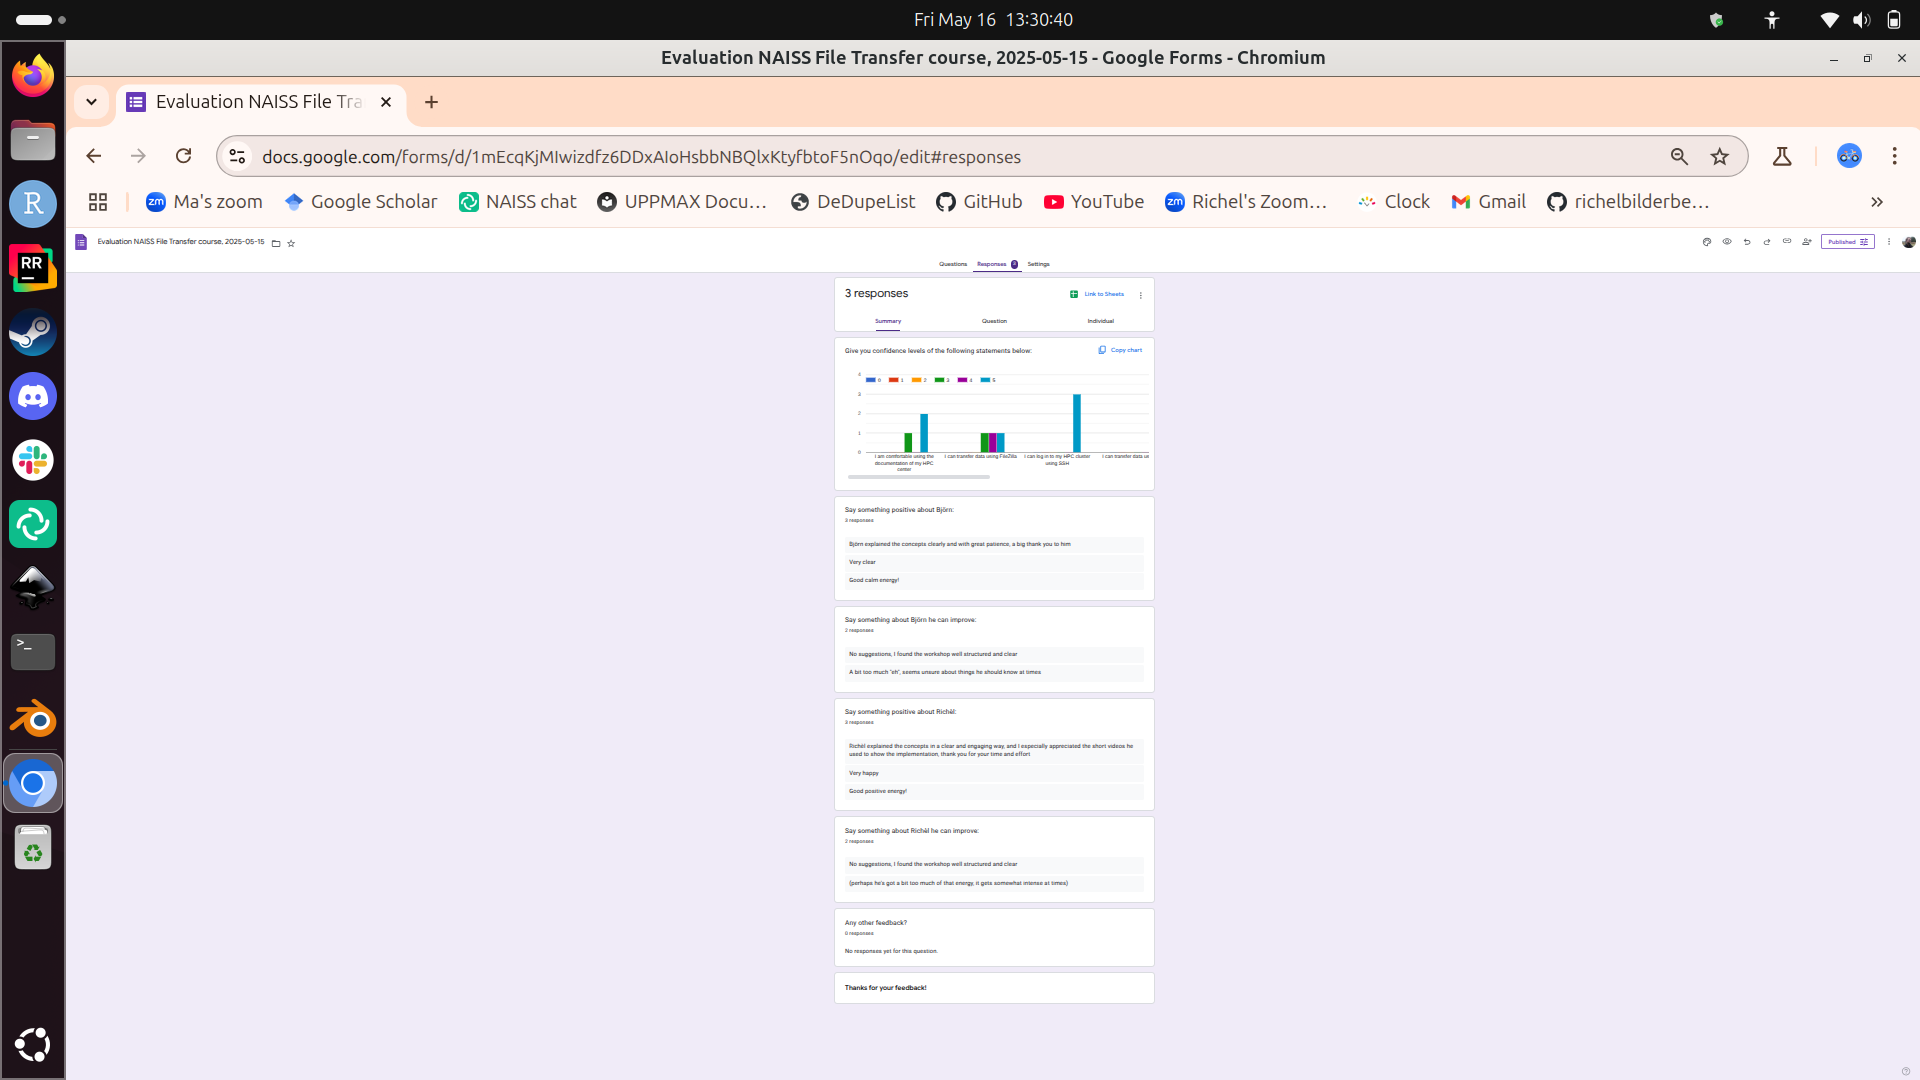 Fri May 16  13:30:40
Evaluation NAISS File Transfer course, 2025-05-15 - Google Forms - Chromium
Evaluation NAISS File Tra
docs.google.com/forms/d/1mEcqKjMIwizdfz6DDxAIoHsbbNBQlxKtyfbtoF5nOqo/edit#responses
Ma's zoom
Google Scholar
NAISS chat
UPPMAX Docu...
DeDupeList
GitHub
YouTube
Richel's Zoom...
Clock
Gmail
richelbilderbe...
Evaluation NAISS File Transfer course, 2025-05-15
Published
Questions Responses 3 Settings
3 responses
Link to Sheets
Summary Question Individual
Give you confidence levels of the following statements below:
Copy chart
0 1 2 3 4 5
4
3
2
1
0
I am comfortable using the documentation of my HPC center
I can transfer data using FileZilla
I can log in to my HPC cluster using SSH
I can transfer data us
Say something positive about Björn:
3 responses
Björn explained the concepts clearly and with great patience, a big thank you to him
Very clear
Good calm energy!
Say something about Björn he can improve:
2 responses
No suggestions, I found the workshop well structured and clear
A bit too much "eh", seems unsure about things he should know at times
Say something positive about Richèl:
3 responses
Richèl explained the concepts in a clear and engaging way, and I especially appreciated the short videos he
used to show the implementation, thank you for your time and effort
Very happy
Good positive energy!
Say something about Richèl he can improve:
2 responses
No suggestions, I found the workshop well structured and clear
(perhaps he's got a bit too much of that energy, it gets somewhat intense at times)
Any other feedback?
0 responses
No responses yet for this question.
Thanks for your feedback!